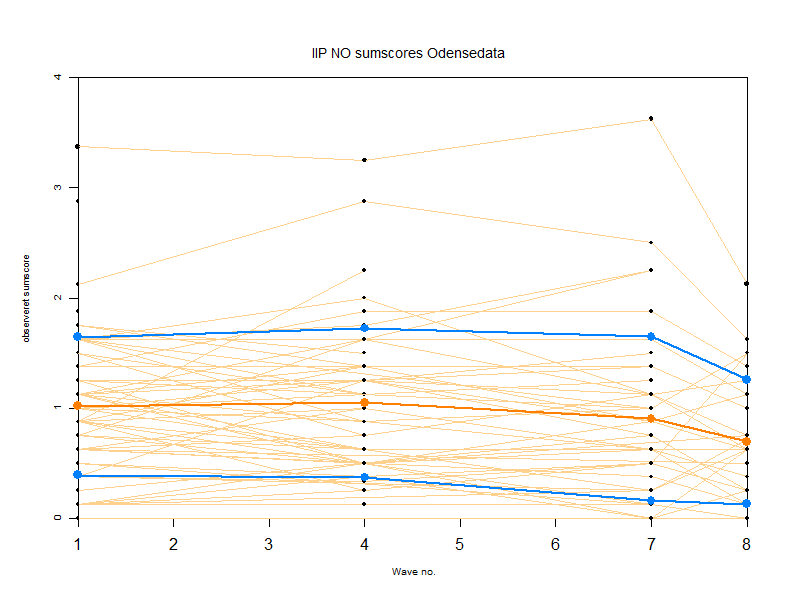 IIP NO sumscores Odensedata
observeret sumscore
4
3
2
1
0
1 2 3 4 5 6 7 8
Wave no.